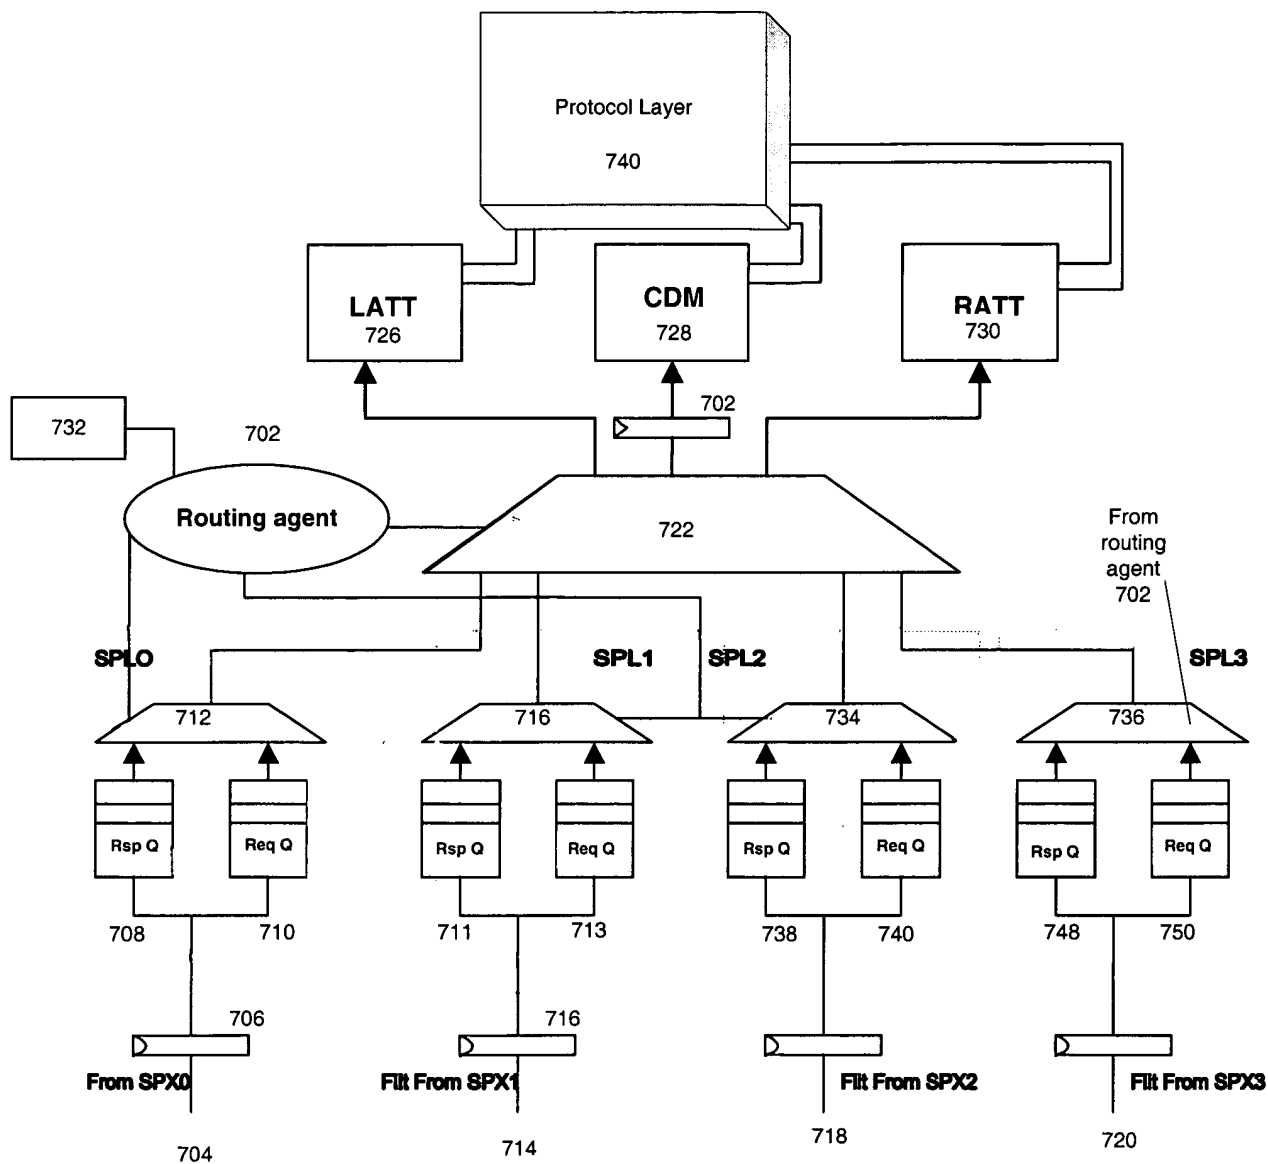 Protocol Layer
740
LATT
726
CDM
728
RATT
730
702
732
702
Routing agent
722
From
routing
agent
702
SPLO
SPL1
SPL2
SPL3
712
716
734
736
Rsp Q
Req Q
Rsp Q
Req Q
Rsp Q
Req Q
Rsp Q
Req Q
708
710
711
713
738
740
748
750
706
716
From SPX0
Flit From SPX1
Flit From SPX2
Flit From SPX3
704
714
718
720